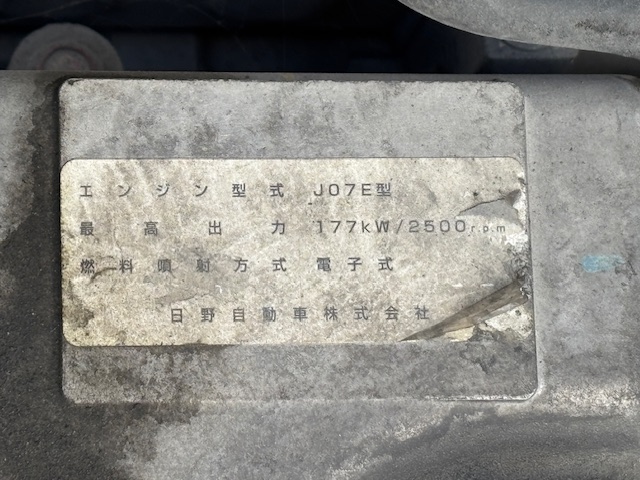 エンジン型式 J07E型
最高出力 177kW/2500r.p.m
燃料噴射方式 電子式
日野自動車株式会社